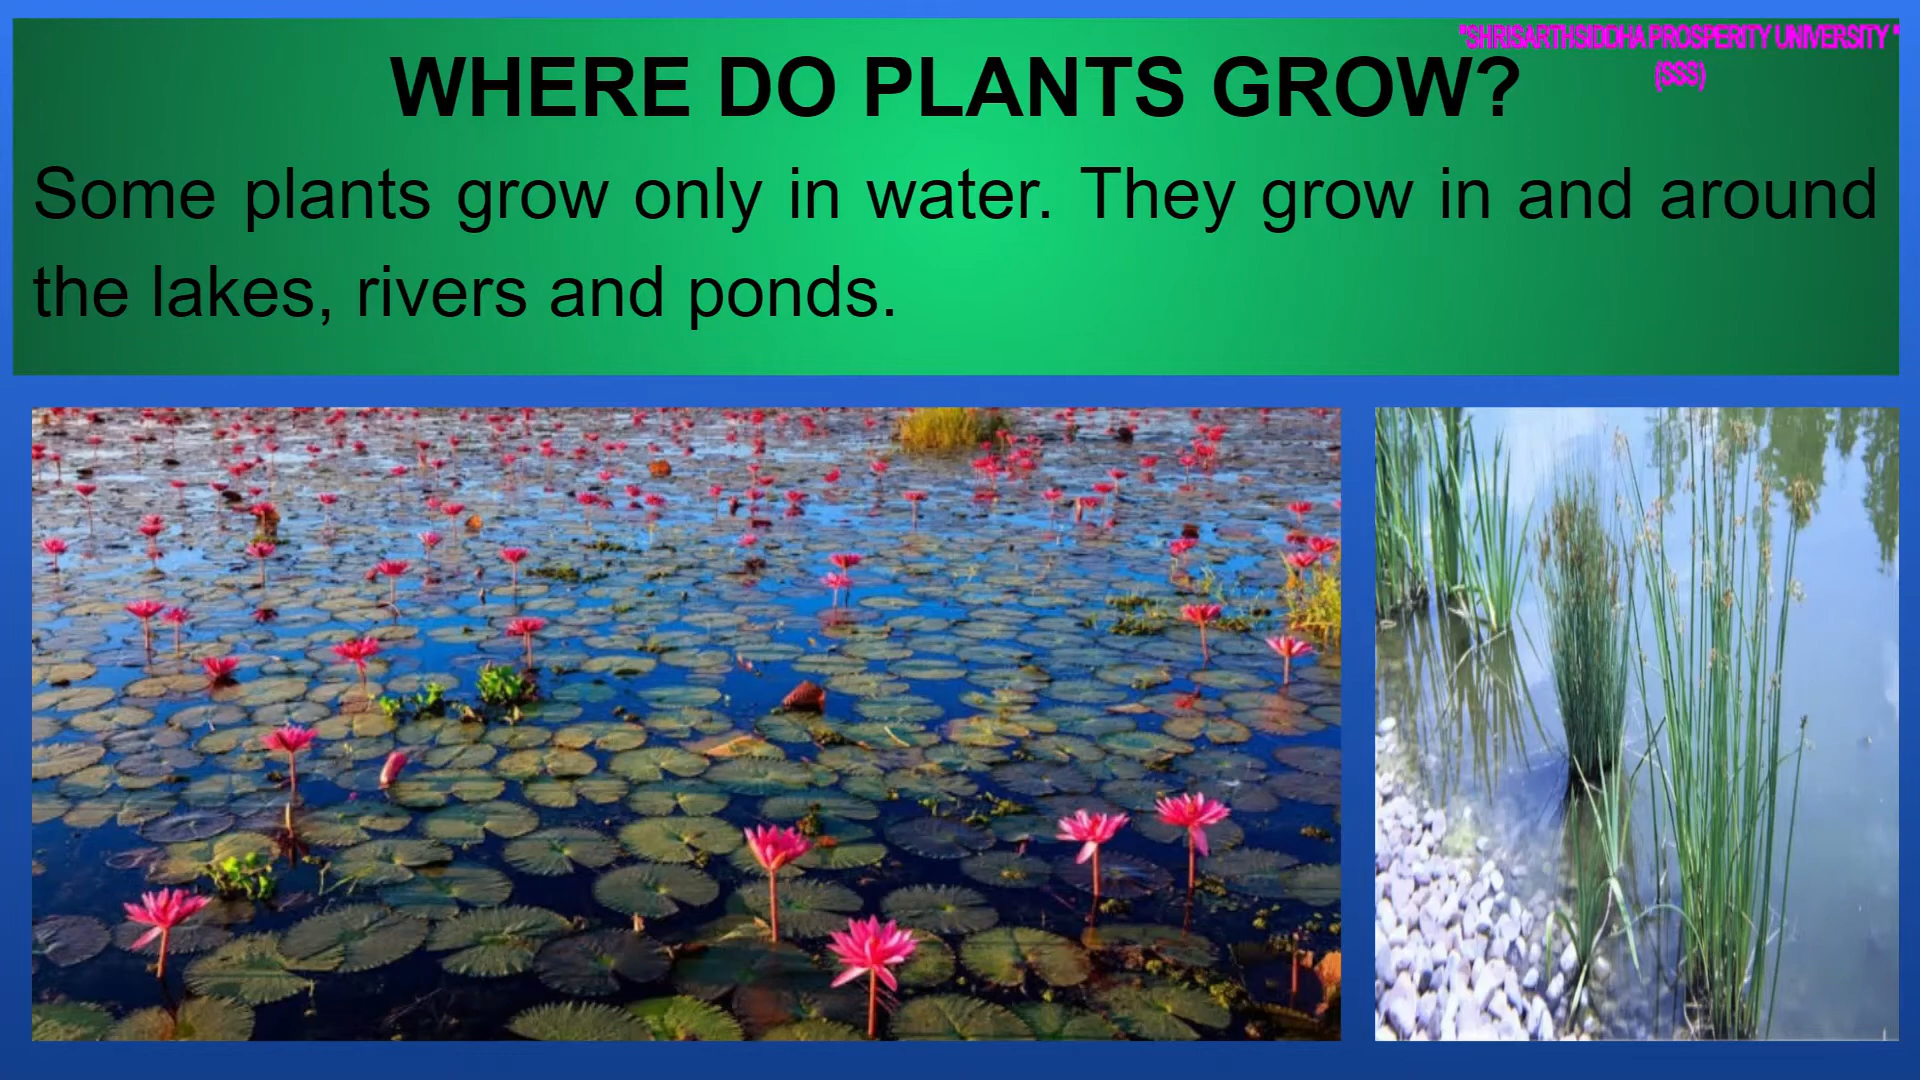 "SHRISARTHSIDDHA PROSPERITY UNIVERSITY "
(SSS)
WHERE DO PLANTS GROW?
Some plants grow only in water. They grow in and around
the lakes, rivers and ponds.